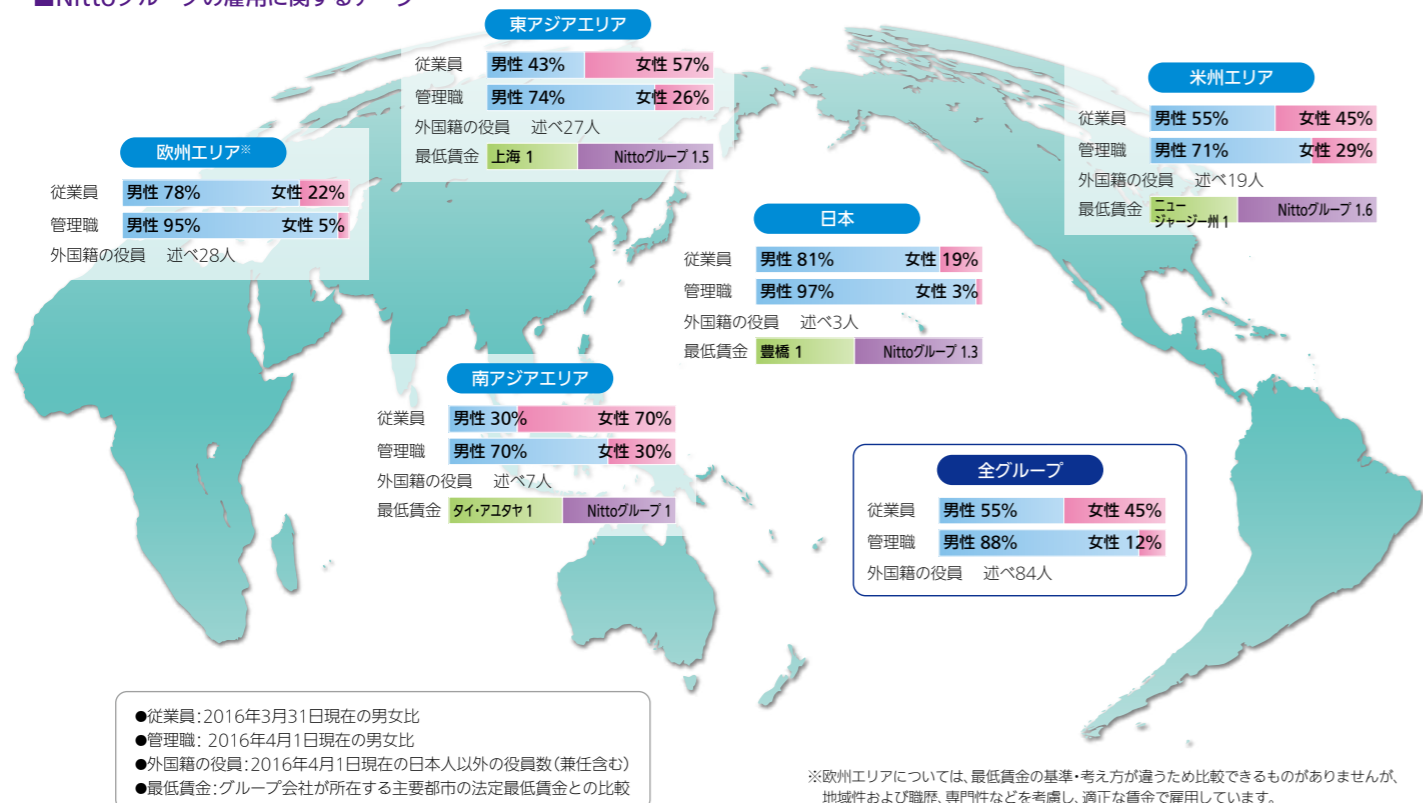 ■Nittoグループの雇用に関するデータ
東アジアエリア
従業員 男性 43% 女性 57%
管理職 男性 74% 女性 26%
外国籍の役員 述べ27人
最低賃金 上海 1 Nittoグループ 1.5
米州エリア
従業員 男性 55% 女性 45%
管理職 男性 71% 女性 29%
外国籍の役員 述べ19人
最低賃金 ニュー
ジャージー州 1 Nittoグループ 1.6
欧州エリア※
従業員 男性 78% 女性 22%
管理職 男性 95% 女性 5%
外国籍の役員 述べ28人
日本
従業員 男性 81% 女性 19%
管理職 男性 97% 女性 3%
外国籍の役員 述べ3人
最低賃金 豊橋 1 Nittoグループ 1.3
南アジアエリア
従業員 男性 30% 女性 70%
管理職 男性 70% 女性 30%
外国籍の役員 述べ7人
最低賃金 タイ・アユタヤ 1 Nittoグループ 1
全グループ
従業員 男性 55% 女性 45%
管理職 男性 88% 女性 12%
外国籍の役員 述べ84人
●従業員:2016年3月31日現在の男女比
●管理職: 2016年4月1日現在の男女比
●外国籍の役員:2016年4月1日現在の日本人以外の役員数(兼任含む)
●最低賃金:グループ会社が所在する主要都市の法定最低賃金との比較
※欧州エリアについては、最低賃金の基準・考え方が違うため比較できるものがありませんが、
地域性および職歴、専門性などを考慮し、適正な賃金で雇用しています。